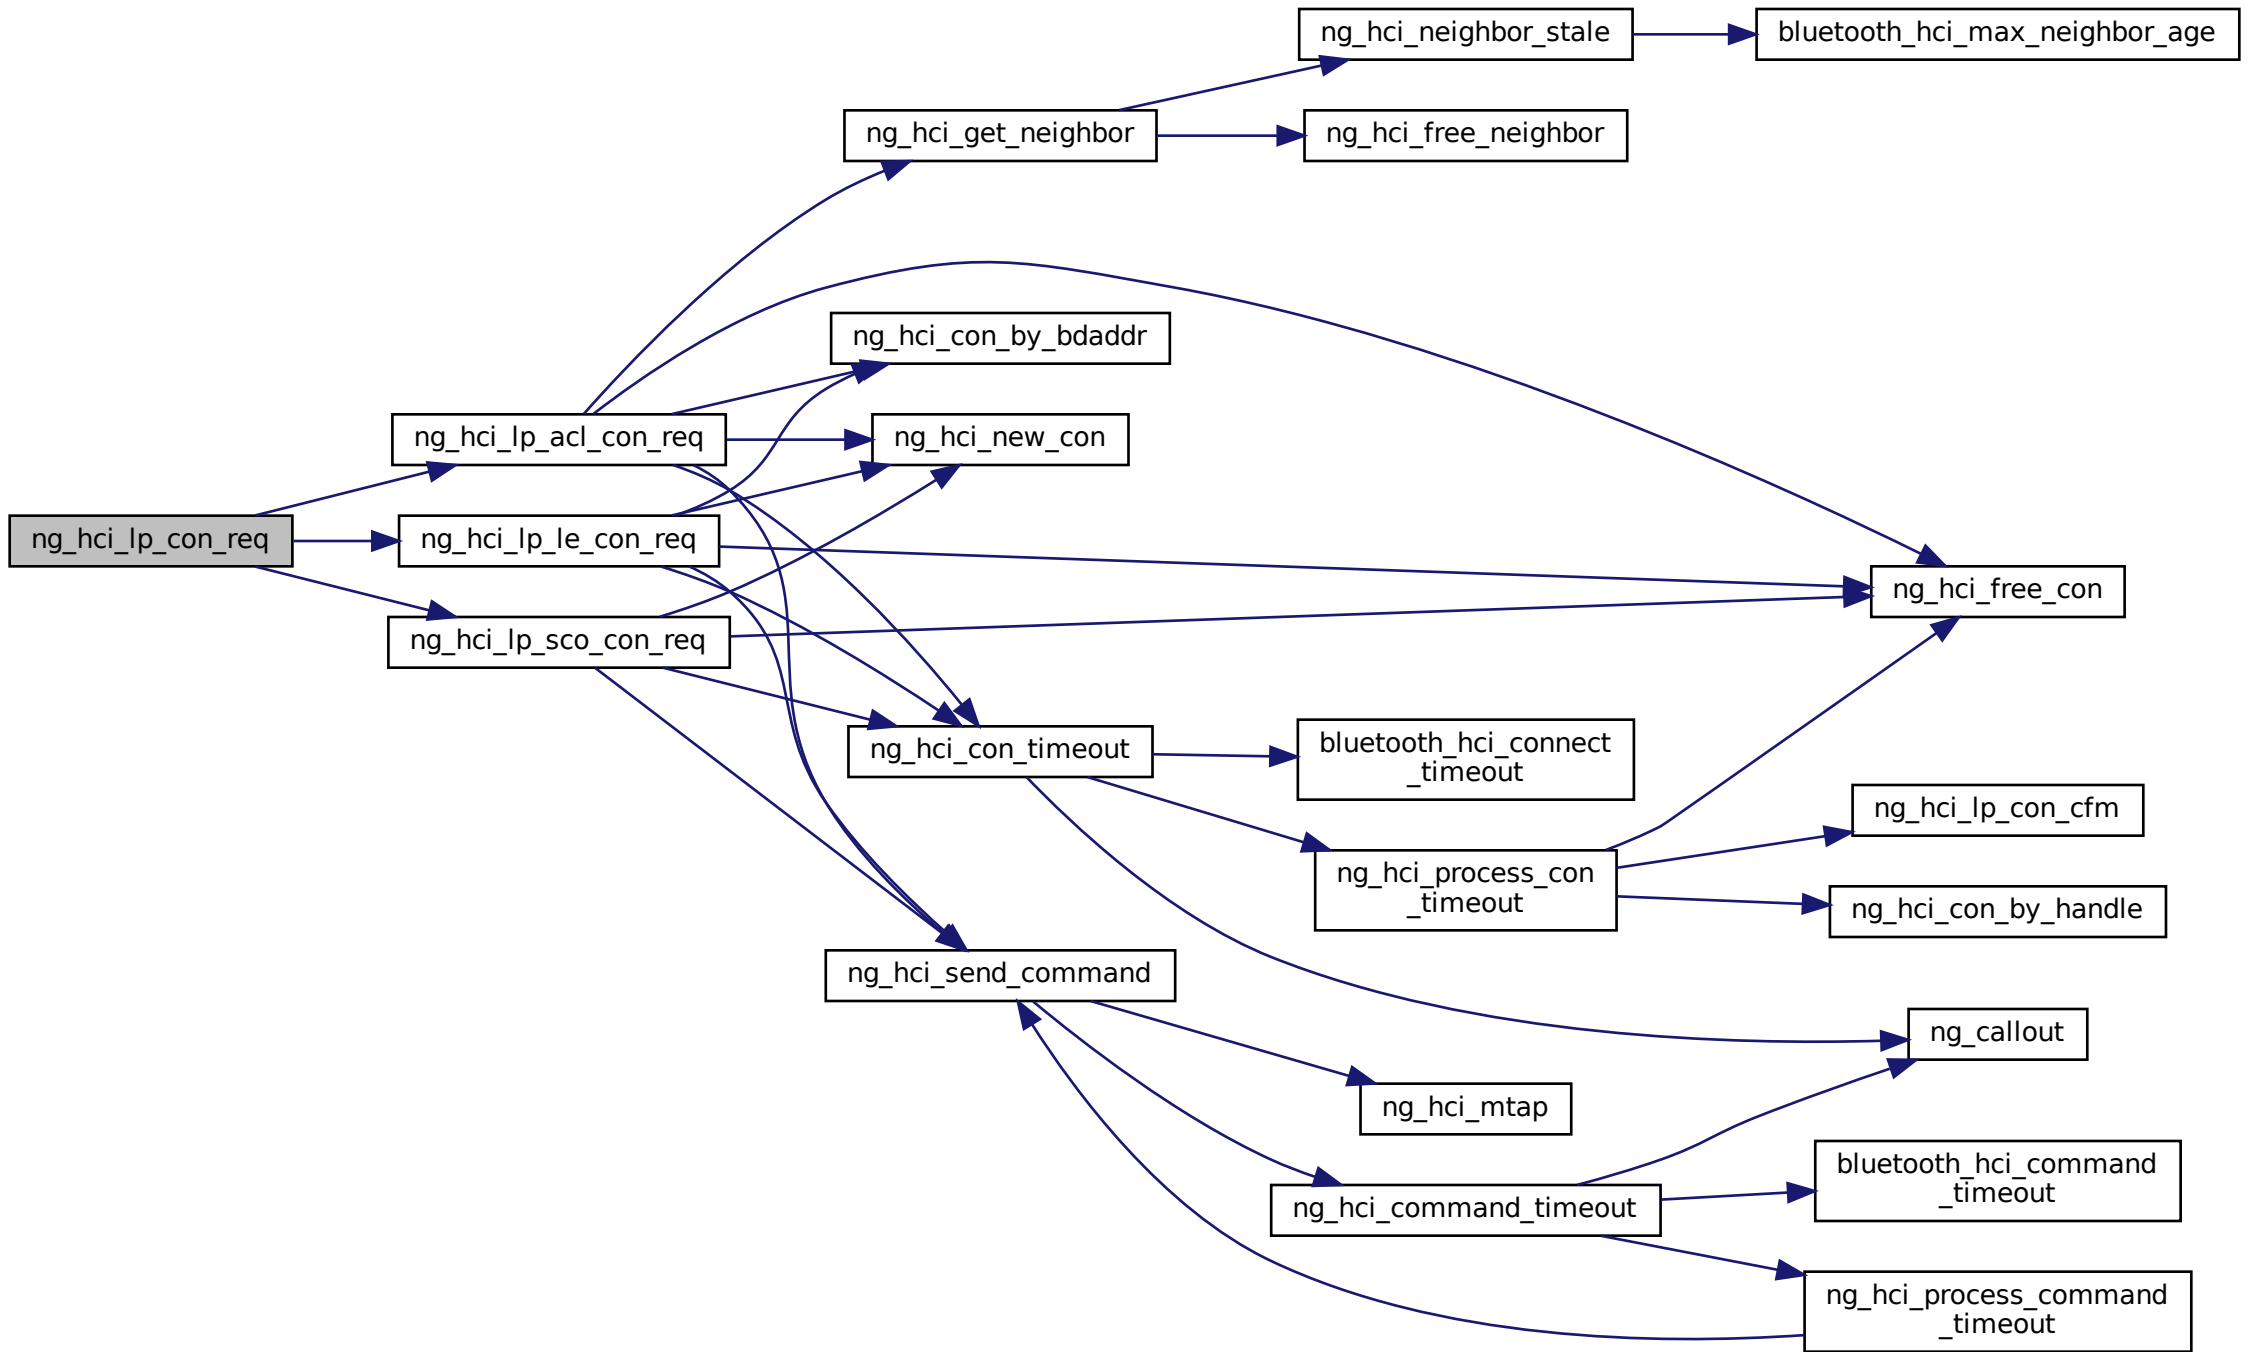 ng_hci_neighbor_stale
bluetooth_hci_max_neighbor_age
ng_hci_get_neighbor
ng_hci_free_neighbor
ng_hci_con_by_bdaddr
ng_hci_lp_acl_con_req
ng_hci_new_con
ng_hci_lp_con_req
ng_hci_lp_le_con_req
ng_hci_free_con
ng_hci_lp_sco_con_req
ng_hci_con_timeout
bluetooth_hci_connect
_timeout
ng_hci_lp_con_cfm
ng_hci_process_con
_timeout
ng_hci_con_by_handle
ng_hci_send_command
ng_callout
ng_hci_mtap
bluetooth_hci_command
_timeout
ng_hci_command_timeout
ng_hci_process_command
_timeout